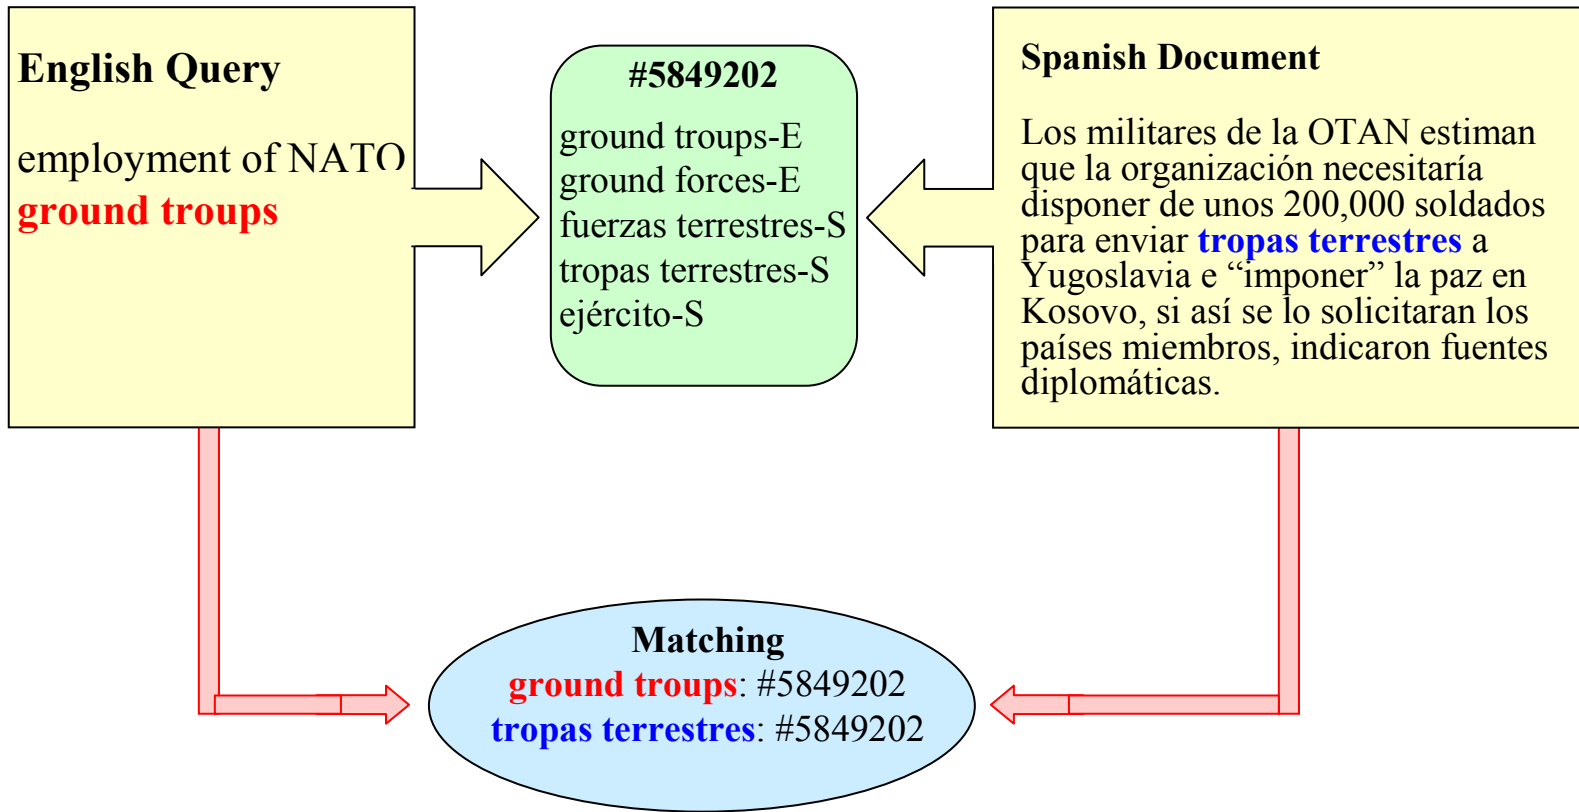 English Query
employment of NATO
ground troups
#5849202
ground troups-E
ground forces-E
fuerzas terrestres-S
tropas terrestres-S
ejército-S
Spanish Document
Los militares de la OTAN estiman
que la organización necesitaría
disponer de unos 200,000 soldados
para enviar tropas terrestres a
Yugoslavia e “imponer” la paz en
Kosovo, si así se lo solicitaran los
países miembros, indicaron fuentes
diplomáticas.
Matching
ground troups: #5849202
tropas terrestres: #5849202